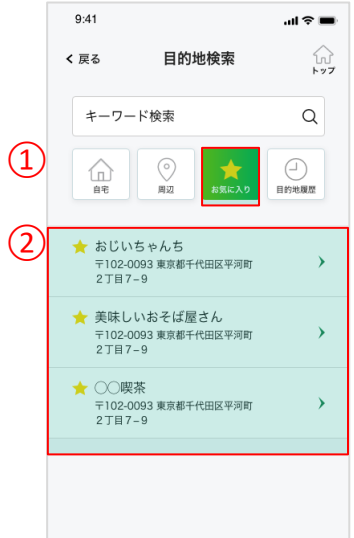 9:41
戻る 目的地検索 トップ
キーワード検索
①
自宅 周辺 お気に入り 目的地履歴
②
おじいちゃんち
〒102-0093 東京都千代田区平河町
２丁目７−９
美味しいおそば屋さん
〒102-0093 東京都千代田区平河町
２丁目７−９
〇〇喫茶
〒102-0093 東京都千代田区平河町
２丁目７−９